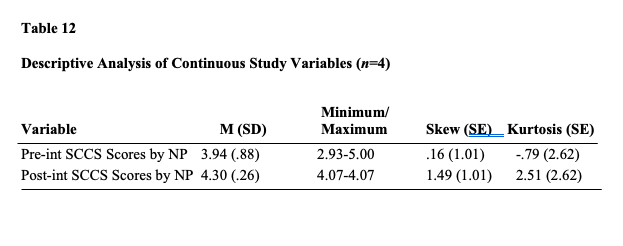 Table 12
Descriptive Analysis of Continuous Study Variables (n=4)
Minimum/
Variable M (SD) Maximum Skew (SE) Kurtosis (SE)
Pre-int SCCS Scores by NP 3.94 (.88) 2.93-5.00 .16 (1.01) -.79 (2.62)
Post-int SCCS Scores by NP 4.30 (.26) 4.07-4.07 1.49 (1.01) 2.51 (2.62)